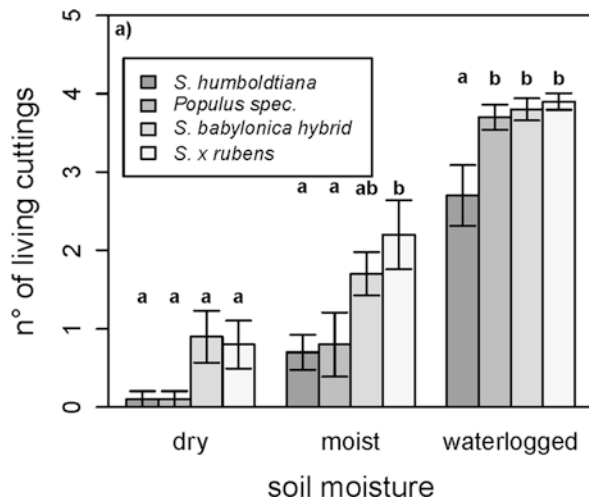 a)
S. humboldtiana
Populus spec.
S. babylonica hybrid
S. x rubens
n° of living cuttings
5
4
3
2
1
0
a b b b
a a ab b
a a a a
dry moist waterlogged
soil moisture